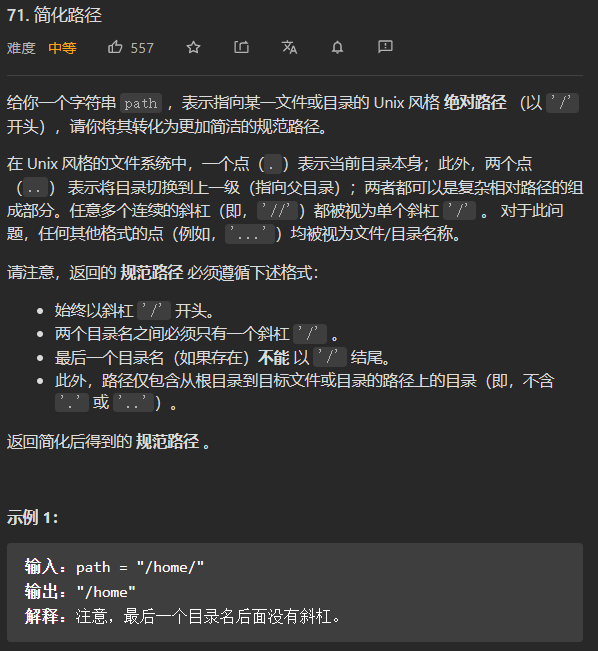 71. 简化路径
难度 中等 557
给你一个字符串 path ，表示指向某一文件或目录的 Unix 风格 绝对路径 （以 '/'
开头），请你将其转化为更加简洁的规范路径。
在 Unix 风格的文件系统中，一个点（.）表示当前目录本身；此外，两个点
（..） 表示将目录切换到上一级（指向父目录）；两者都可以是复杂相对路径的组
成部分。任意多个连续的斜杠（即，'//'）都被视为单个斜杠 '/' 。 对于此问
题，任何其他格式的点（例如，'...'）均被视为文件/目录名称。
请注意，返回的 规范路径 必须遵循下述格式：
• 始终以斜杠 '/' 开头。
• 两个目录名之间必须只有一个斜杠 '/' 。
• 最后一个目录名（如果存在）不能 以 '/' 结尾。
• 此外，路径仅包含从根目录到目标文件或目录的路径上的目录（即，不含
'.' 或 '..'）。
返回简化后得到的 规范路径 。
示例 1：
输入：path = "/home/"
输出："/home"
解释：注意，最后一个目录名后面没有斜杠。